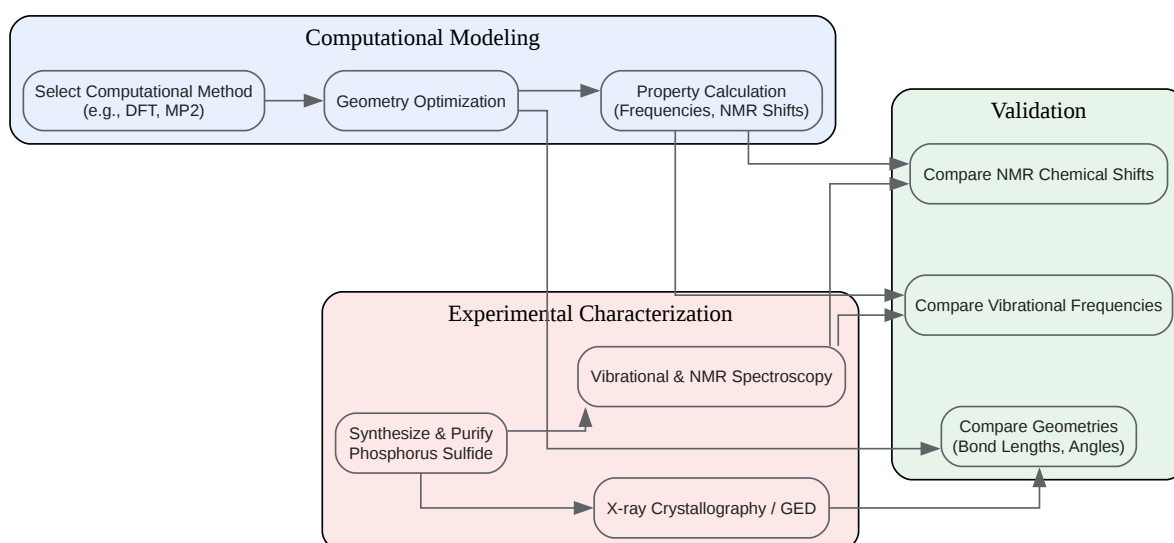 Computational Modeling
Select Computational Method
(e.g., DFT, MP2)
Geometry Optimization
Property Calculation
(Frequencies, NMR Shifts)
Validation
Compare NMR Chemical Shifts
Compare Vibrational Frequencies
Compare Geometries
(Bond Lengths, Angles)
Experimental Characterization
Vibrational & NMR Spectroscopy
Synthesize & Purify
Phosphorus Sulfide
X-ray Crystallography / GED